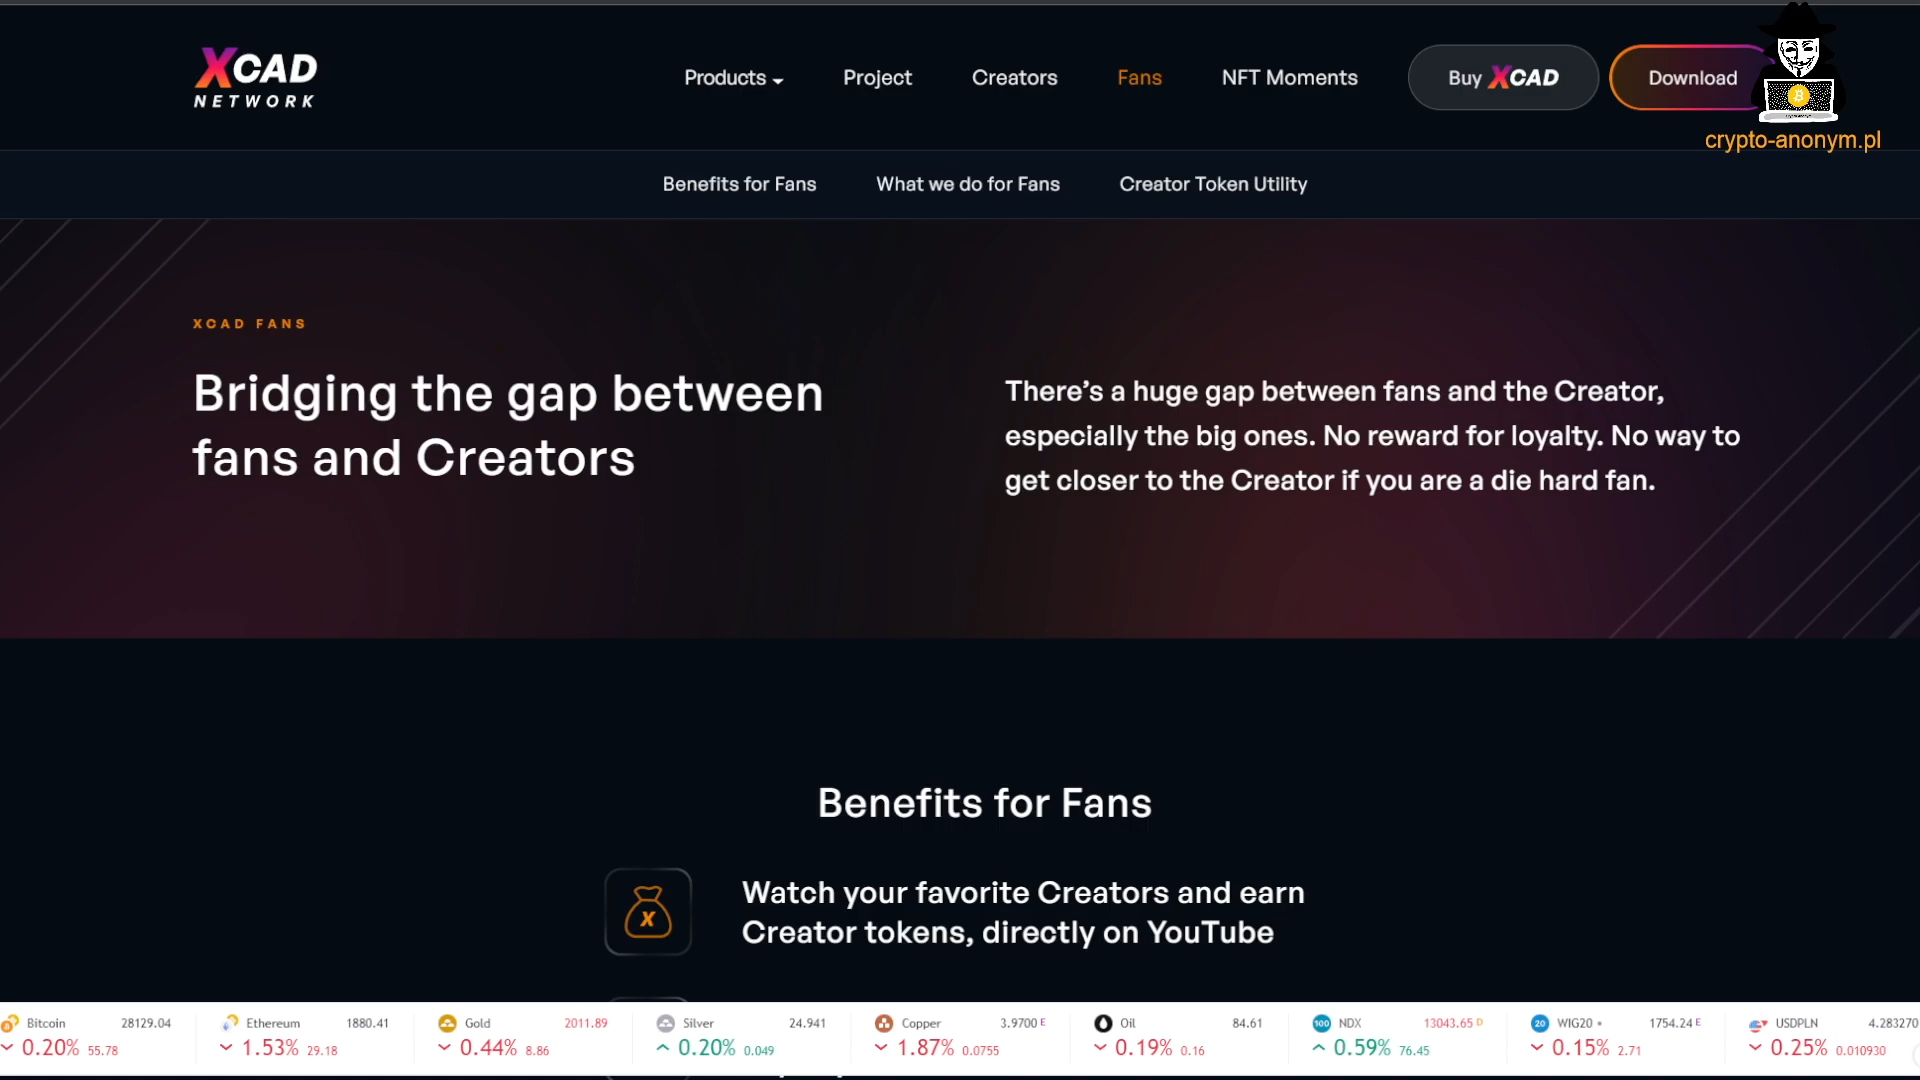 XCAD
NETWORK
Products
Project
Creators
Fans
NFT Moments
Buy XCAD
Download
crypto-anonym.pl
Benefits for Fans
What we do for Fans
Creator Token Utility
XCAD FANS
Bridging the gap between
fans and Creators
There's a huge gap between fans and the Creator,
especially the big ones. No reward for loyalty. No way to
get closer to the Creator if you are a die hard fan.
Benefits for Fans
Watch your favorite Creators and earn
Creator tokens, directly on YouTube
Bitcoin 28129.04
0.20% 55.78
Ethereum 1880.41
1.53% 29.18
Gold 2011.89
0.44% 8.86
Silver 24.941
0.20% 0.049
Copper 3.9700 E
1.87% 0.0755
Oil 84.61
0.19% 0.16
100 NDX 13043.65 D
0.59% 76.45
20 WIG20 1754.24 E
0.15% 2.71
USDPLN 4.283270
0.25% 0.010930